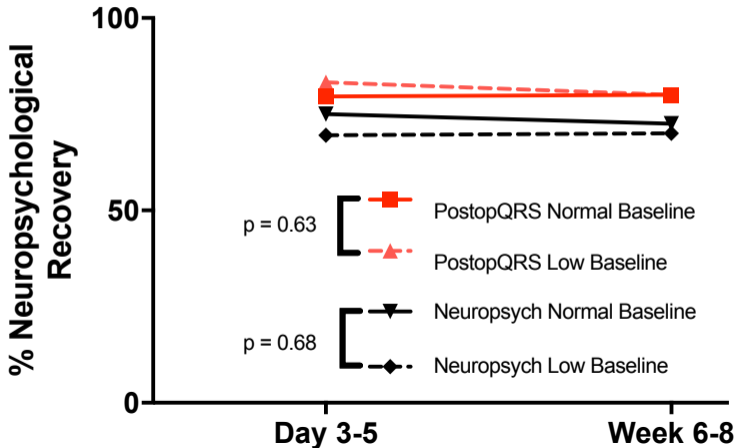 100
50
0
% Neuropsychological
Recovery
p = 0.63
PostopQRS Normal Baseline
PostopQRS Low Baseline
p = 0.68
Neuropsych Normal Baseline
Neuropsych Low Baseline
Day 3-5
Week 6-8